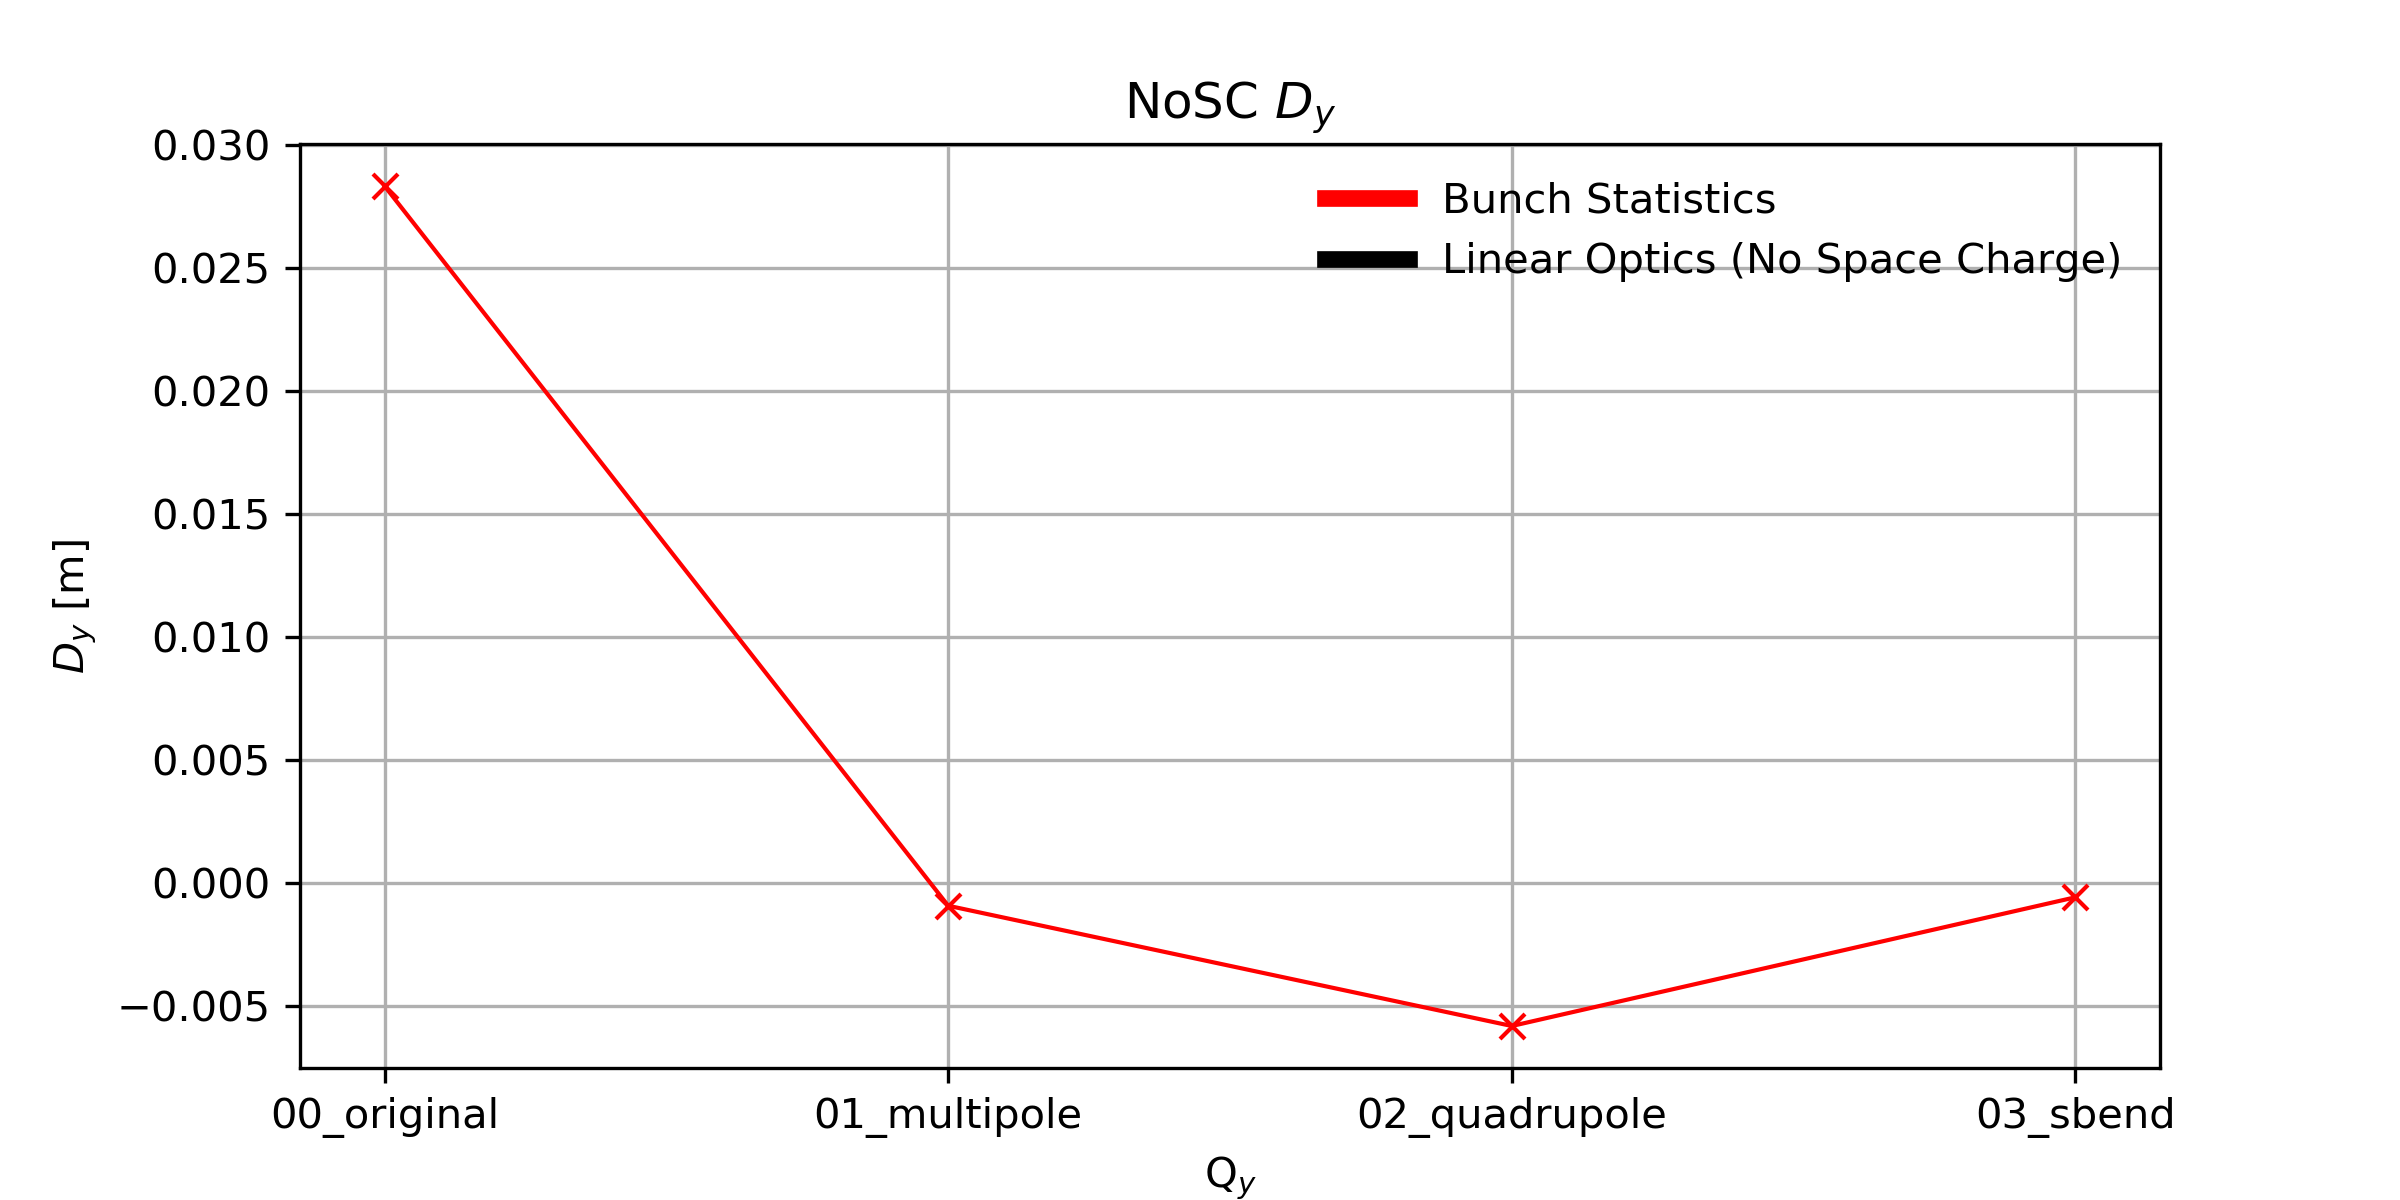 NoSC D_y
0.030
0.025
0.020
0.015
0.010
0.005
0.000
−0.005
D_y [m]
Bunch Statistics
Linear Optics (No Space Charge)
00_original 01_multipole 02_quadrupole 03_sbend
Q_y